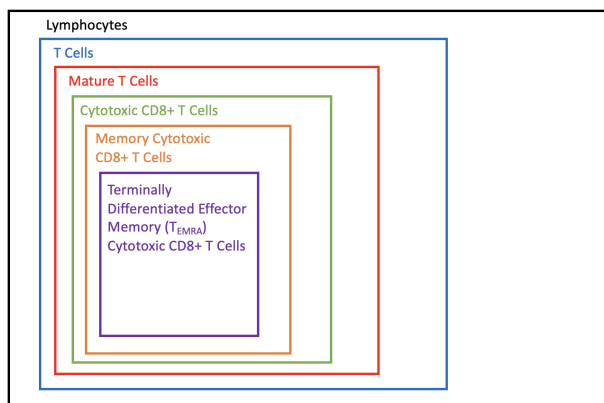 Lymphocytes
T Cells
Mature T Cells
Cytotoxic CD8+ T Cells
Memory Cytotoxic
CD8+ T Cells
Terminally
Differentiated Effector
Memory (TEMRA)
Cytotoxic CD8+ T Cells